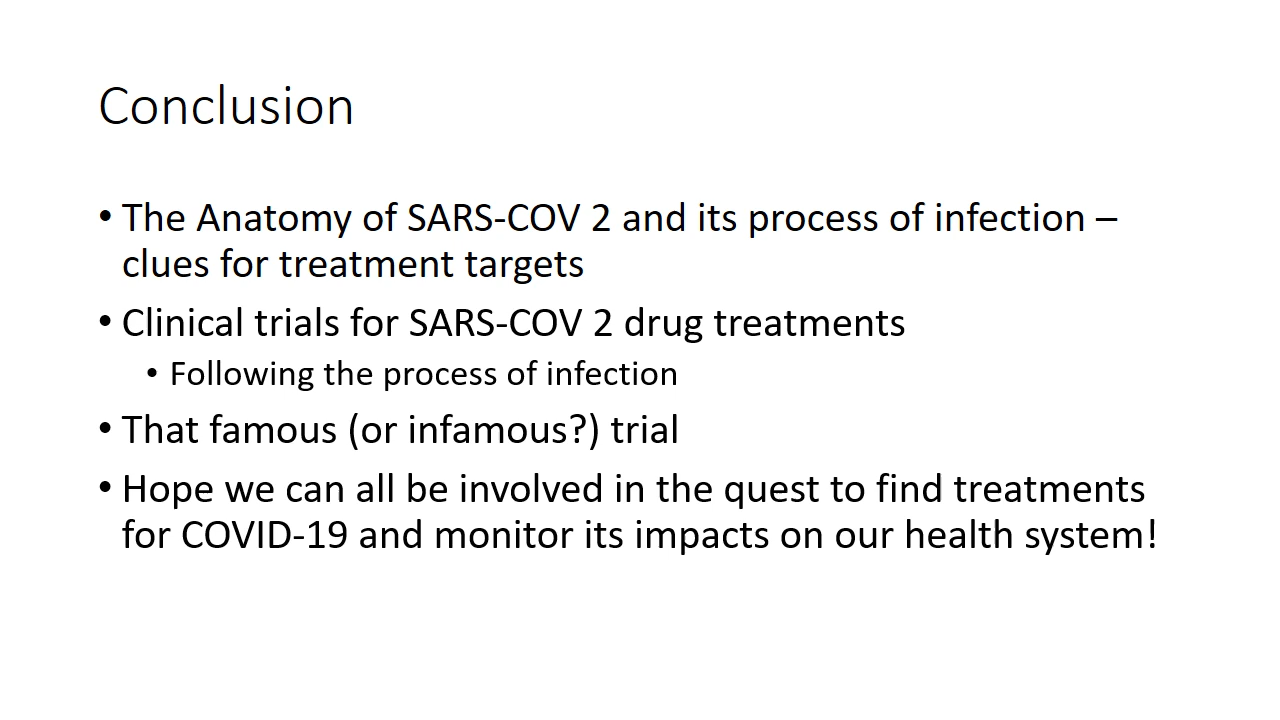 Conclusion
• The Anatomy of SARS-COV 2 and its process of infection –
clues for treatment targets
• Clinical trials for SARS-COV 2 drug treatments
• Following the process of infection
• That famous (or infamous?) trial
• Hope we can all be involved in the quest to find treatments
for COVID-19 and monitor its impacts on our health system!